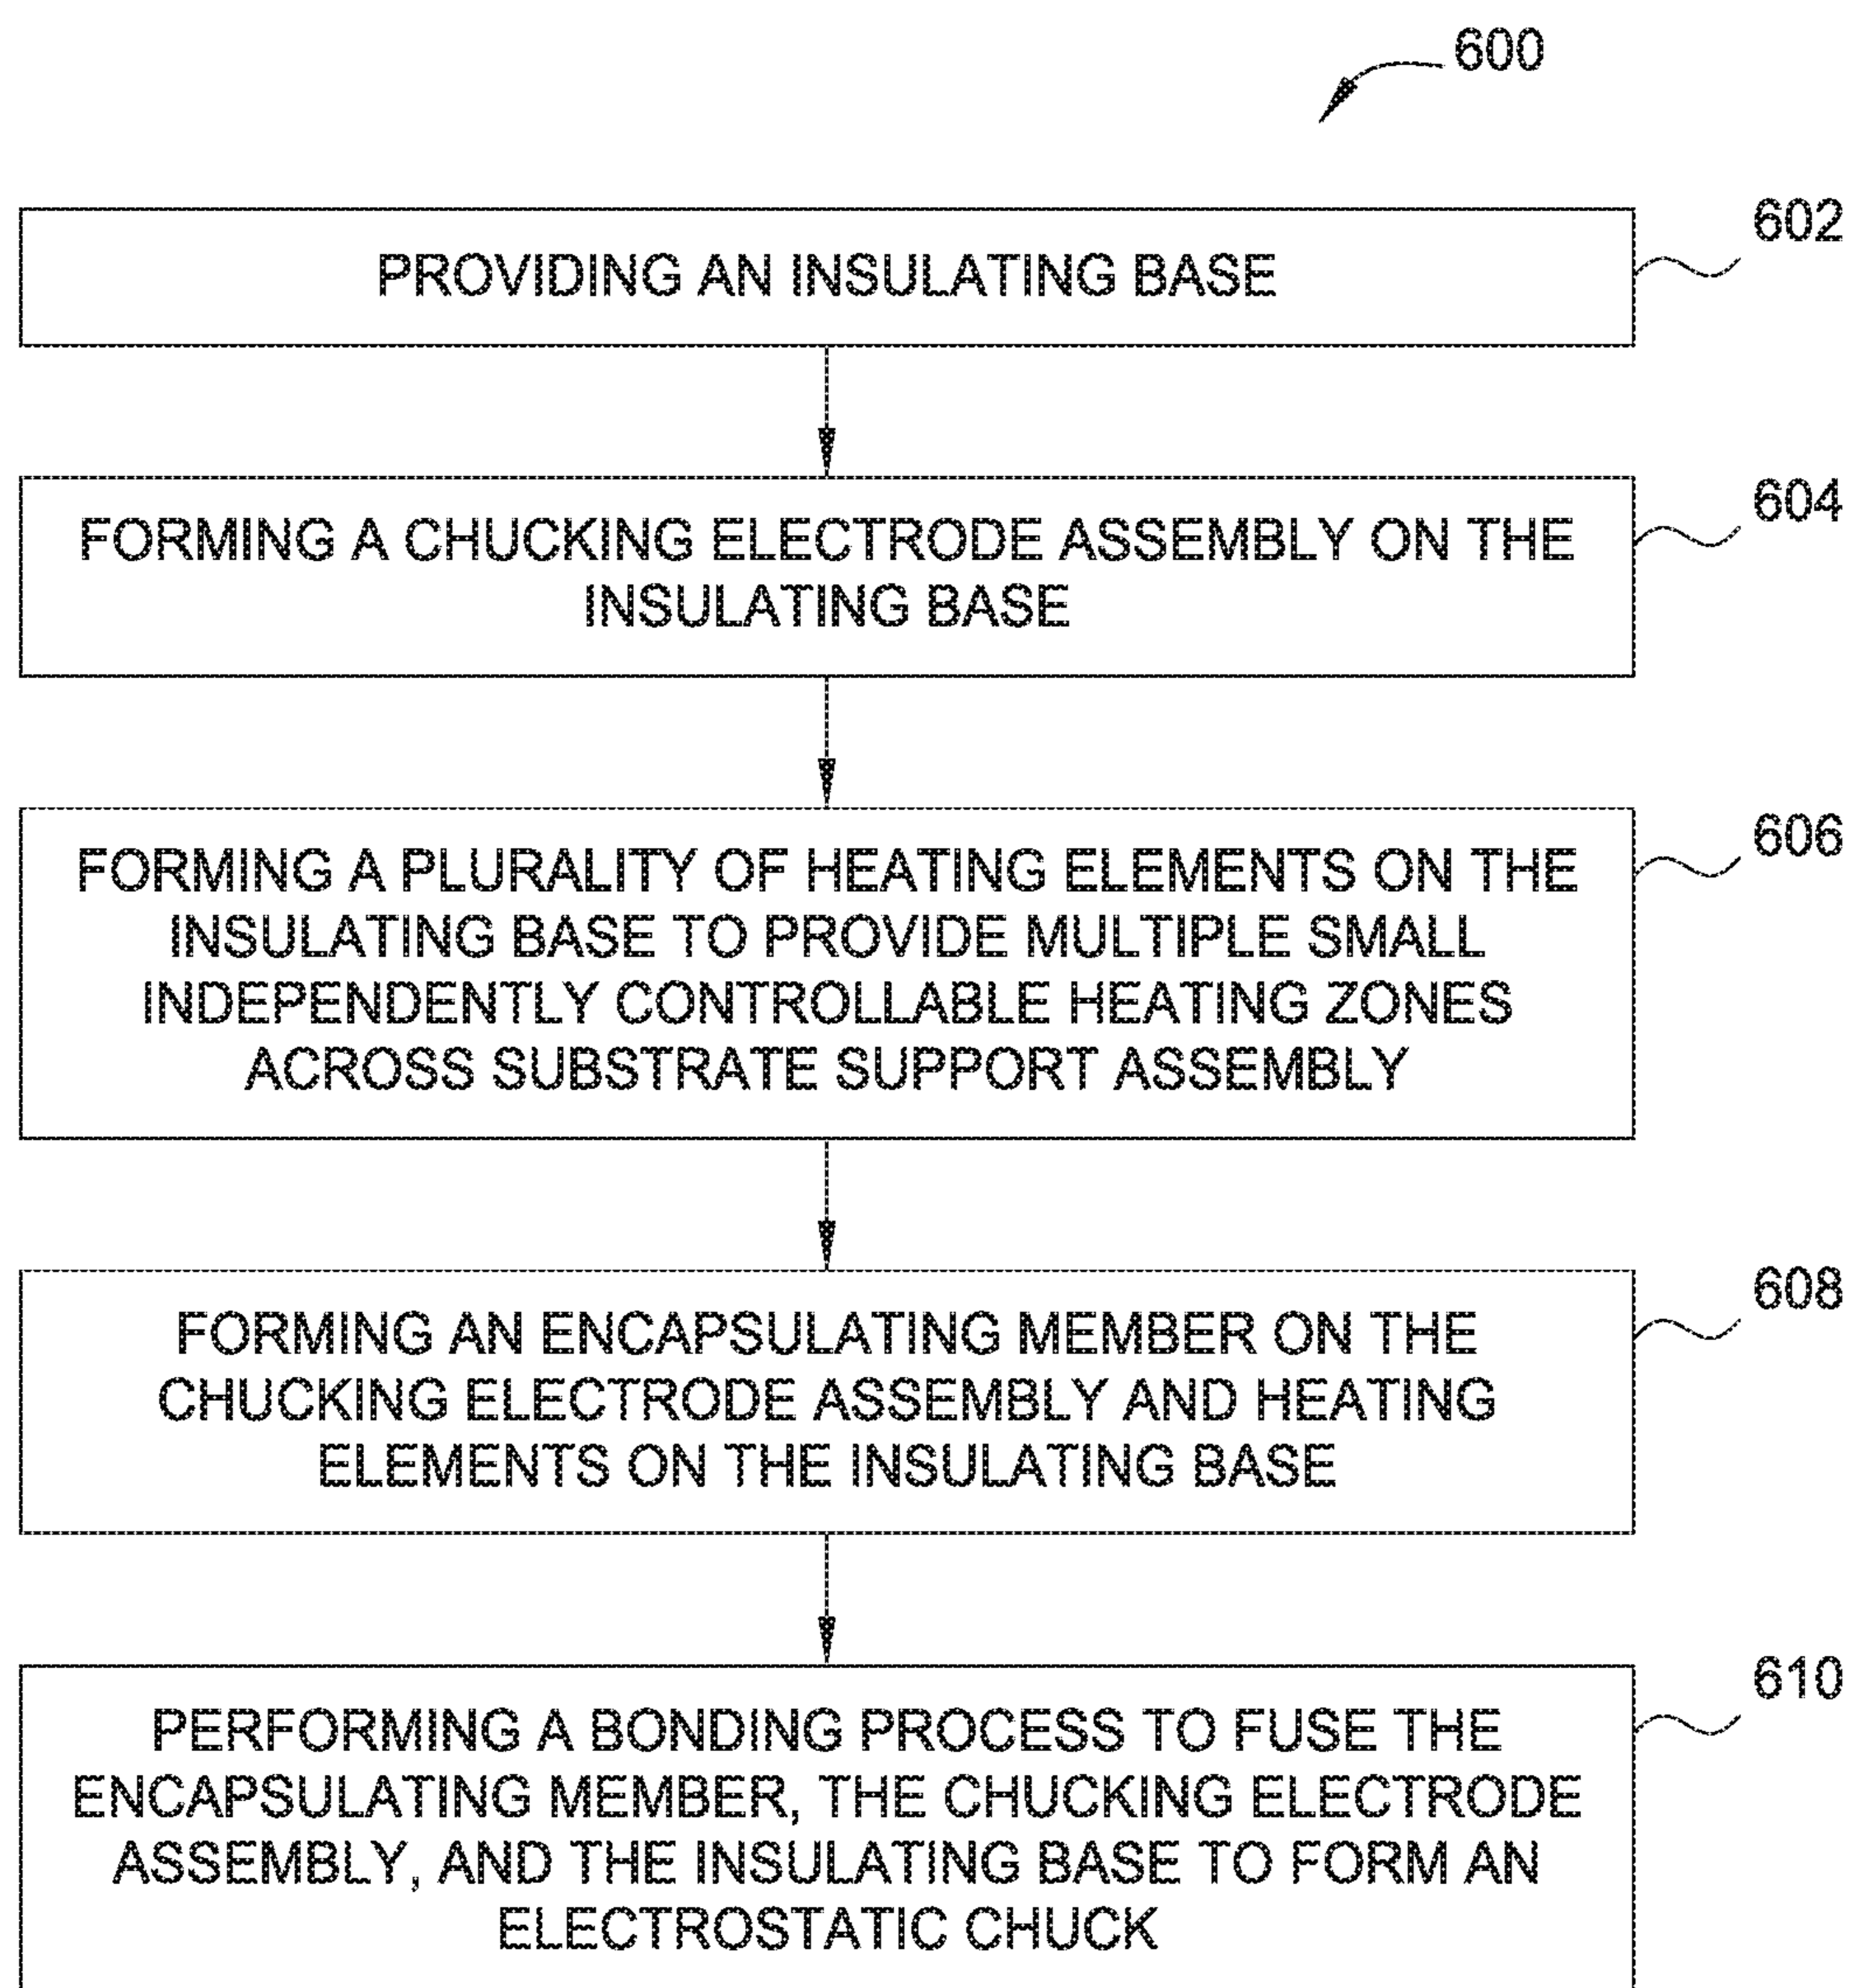 600
602
PROVIDING AN INSULATING BASE
604
FORMING A CHUCKING ELECTRODE ASSEMBLY ON THE
INSULATING BASE
606
FORMING A PLURALITY OF HEATING ELEMENTS ON THE
INSULATING BASE TO PROVIDE MULTIPLE SMALL
INDEPENDENTLY CONTROLLABLE HEATING ZONES
ACROSS SUBSTRATE SUPPORT ASSEMBLY
608
FORMING AN ENCAPSULATING MEMBER ON THE
CHUCKING ELECTRODE ASSEMBLY AND HEATING
ELEMENTS ON THE INSULATING BASE
610
PERFORMING A BONDING PROCESS TO FUSE THE
ENCAPSULATING MEMBER, THE CHUCKING ELECTRODE
ASSEMBLY, AND THE INSULATING BASE TO FORM AN
ELECTROSTATIC CHUCK